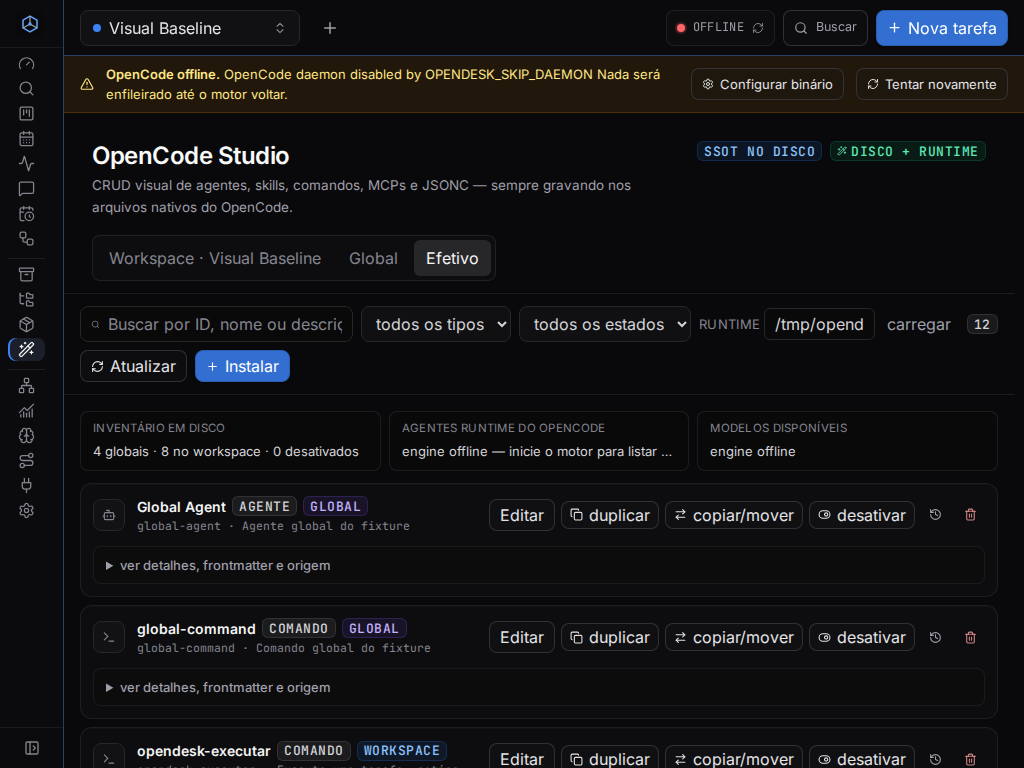 Visual Baseline
OFFLINE
Buscar
Nova tarefa
OpenCode offline. OpenCode daemon disabled by OPENDESK_SKIP_DAEMON Nada será
enfileirado até o motor voltar.
Configurar binário
Tentar novamente
OpenCode Studio
SSOT NO DISCO
DISCO + RUNTIME
CRUD visual de agentes, skills, comandos, MCPs e JSONC — sempre gravando nos
arquivos nativos do OpenCode.
Workspace · Visual Baseline
Global
Efetivo
Buscar por ID, nome ou descriç
todos os tipos
todos os estados
RUNTIME
/tmp/opend
carregar
12
Atualizar
+ Instalar
INVENTÁRIO EM DISCO
4 globais · 8 no workspace · 0 desativados
AGENTES RUNTIME DO OPENCODE
engine offline — inicie o motor para listar ...
MODELOS DISPONÍVEIS
engine offline
Global Agent AGENTE GLOBAL
global-agent · Agente global do fixture
Editar duplicar copiar/mover desativar
ver detalhes, frontmatter e origem
global-command COMANDO GLOBAL
global-command · Comando global do fixture
Editar duplicar copiar/mover desativar
ver detalhes, frontmatter e origem
opendesk-executar COMANDO WORKSPACE
Editar duplicar copiar/mover desativar